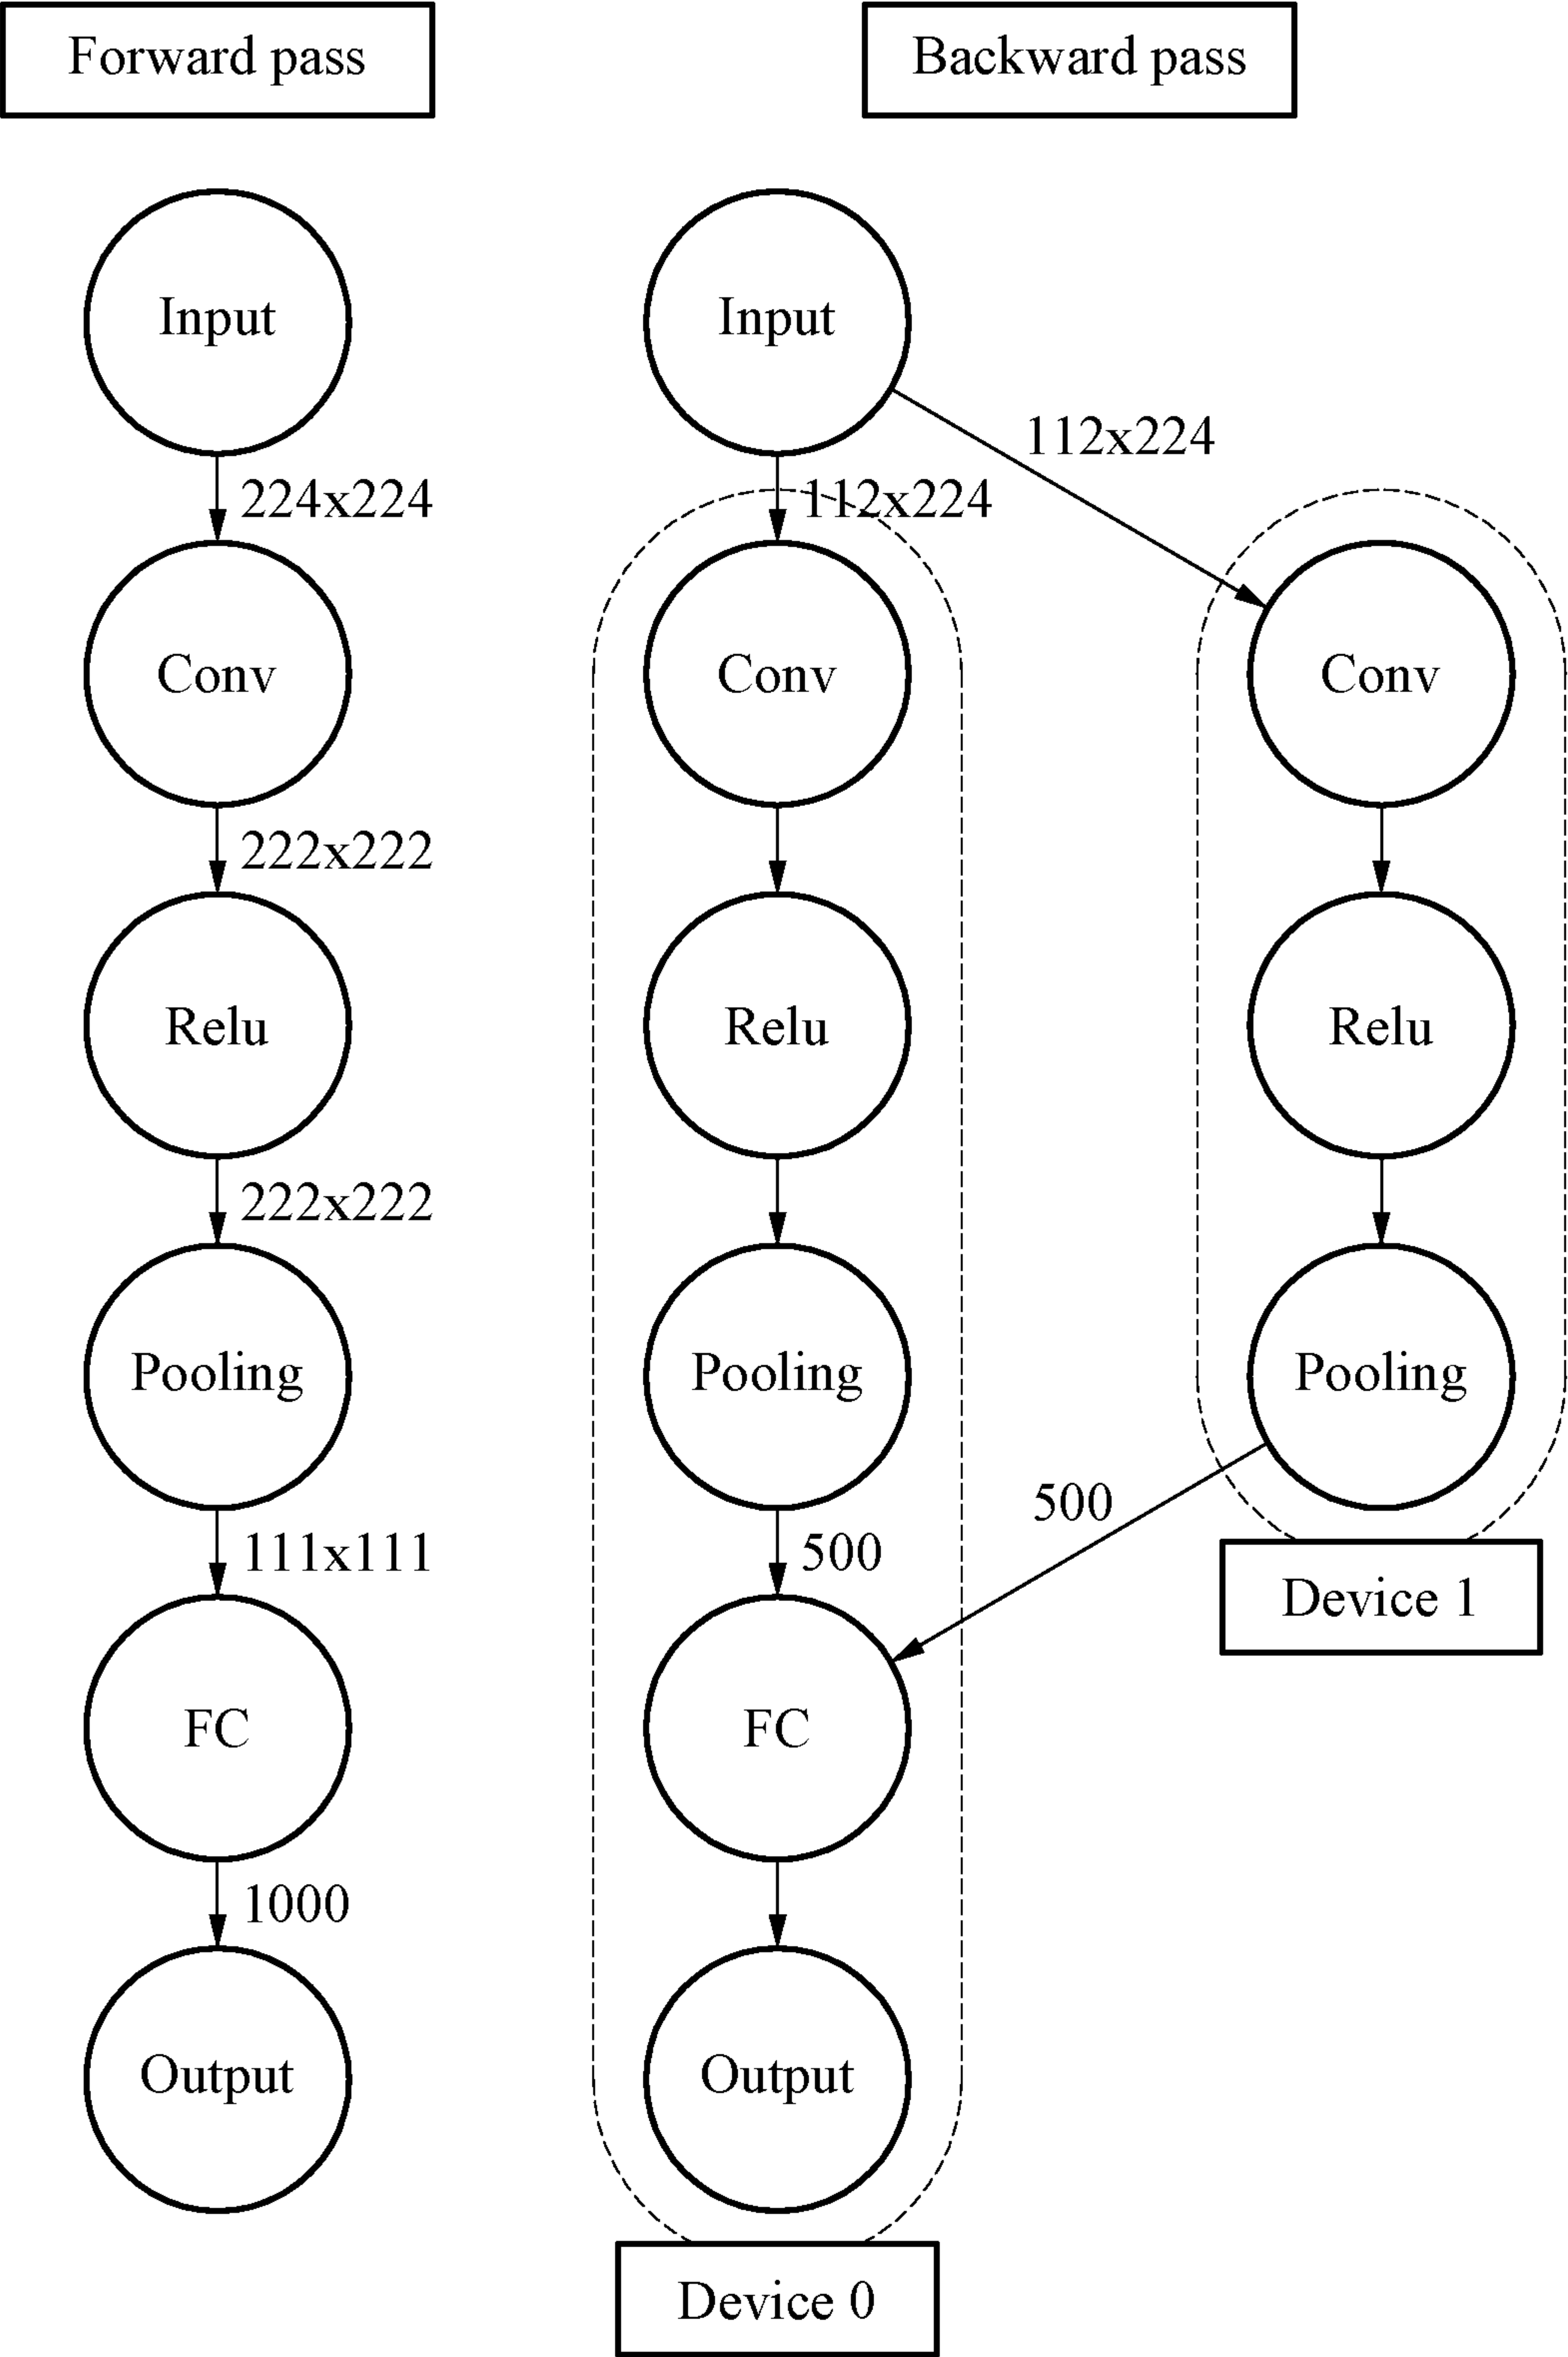 Forward pass
Backward pass
Input
Input
112x224
224x224
112x224
Conv
Conv
Conv
222x222
Relu
Relu
Relu
222x222
Pooling
Pooling
Pooling
500
111x111
500
Device 1
FC
FC
1000
Output
Output
Device 0